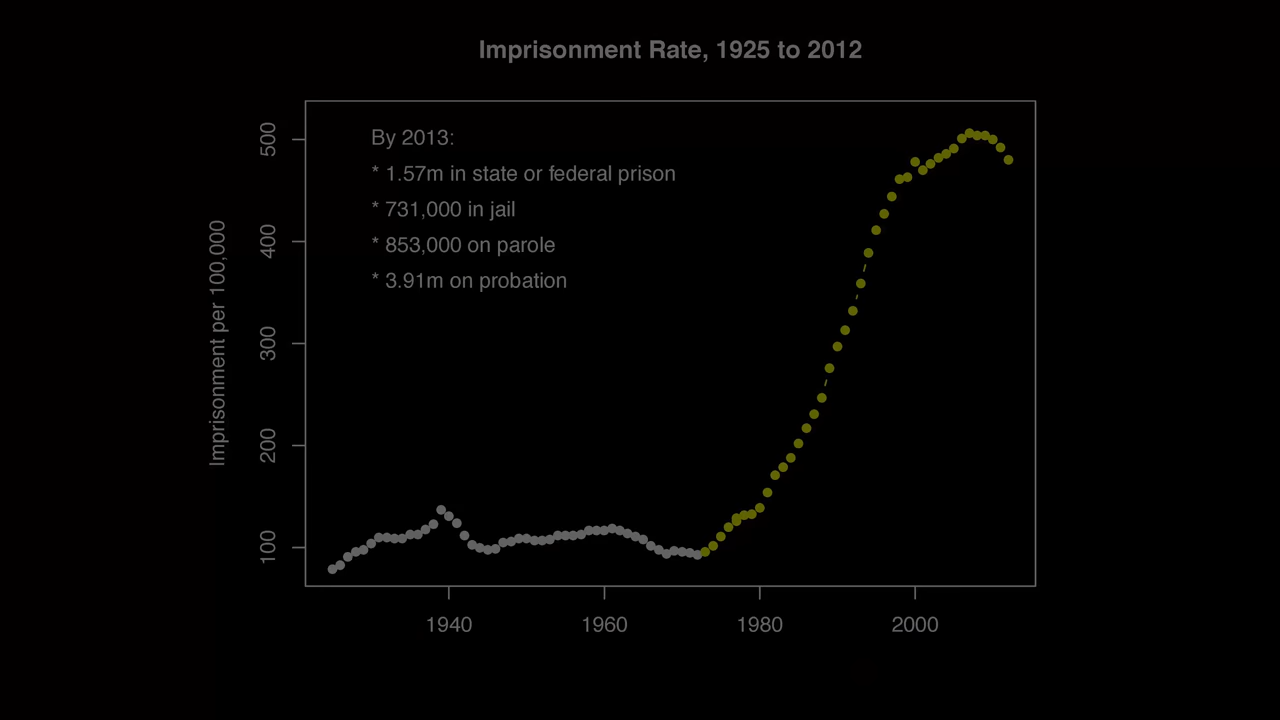 Imprisonment Rate, 1925 to 2012
By 2013:
* 1.57m in state or federal prison
* 731,000 in jail
* 853,000 on parole
* 3.91m on probation
Imprisonment per 100,000
500
400
300
200
100
1940 1960 1980 2000